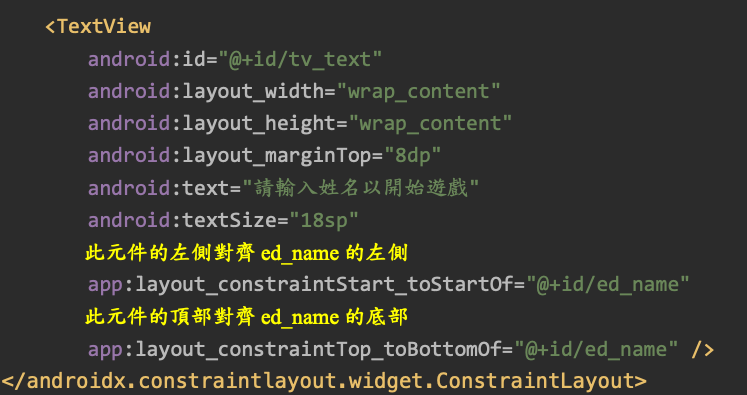 <TextView
android:id="@+id/tv_text"
android:layout_width="wrap_content"
android:layout_height="wrap_content"
android:layout_marginTop="8dp"
android:text="請輸入姓名以開始遊戲"
android:textSize="18sp"
此元件的左側對齊 ed_name 的左側
app:layout_constraintStart_toStartOf="@+id/ed_name"
此元件的頂部對齊 ed_name 的底部
app:layout_constraintTop_toBottomOf="@+id/ed_name" />
</androidx.constraintlayout.widget.ConstraintLayout>